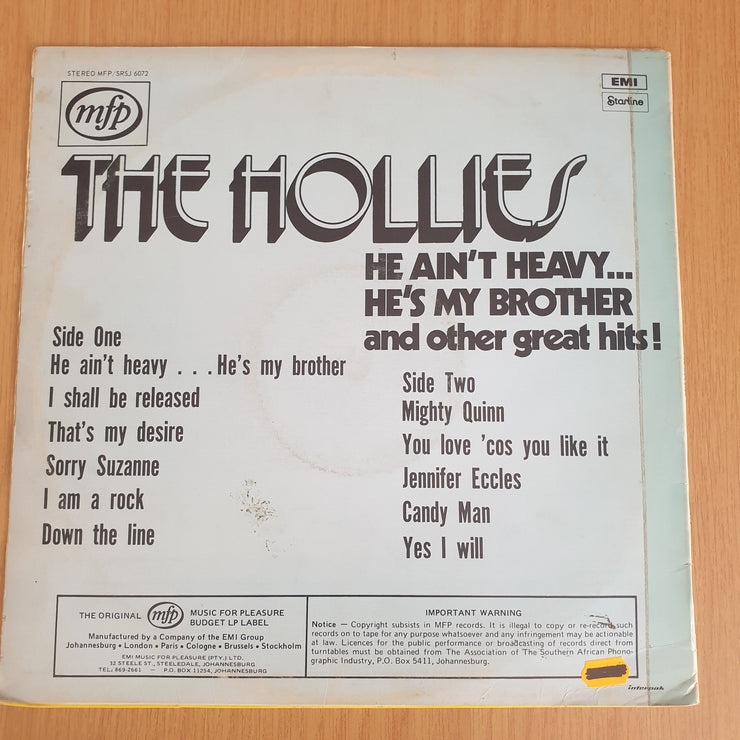 STEREO MFP/SRSJ 6072
mfp
EMI
Starline
THE HOLLIES
HE AIN'T HEAVY...
HE'S MY BROTHER
and other great hits!
Side One
He ain't heavy . . . He's my brother
I shall be released
That's my desire
Sorry Suzanne
I am a rock
Down the line
Side Two
Mighty Quinn
You love 'cos you like it
Jennifer Eccles
Candy Man
Yes I will
THE ORIGINAL mfp MUSIC FOR PLEASURE
BUDGET LP LABEL
Manufactured by a Company of the EMI Group
Johannesburg • London • Paris • Cologne • Brussels • Stockholm
EMI MUSIC FOR PLEASURE (PTY.) LTD.
32 STEELE ST., STEELEDALE, JOHANNESBURG
TEL; 869-2661 - P.O. BOX 11254, JOHANNESBURG
IMPORTANT WARNING
Notice — Copyright subsists in MFP records. It is illegal to copy or re-record such
records on to tape for any purpose whatsoever and any infringement may be actionable
at law. Licences for the public performance or broadcasting of records direct from
turntables must be obtained from The Association of The Southern African Phono-
graphic Industry, P.O. Box 5411, Johannesburg.
interpak